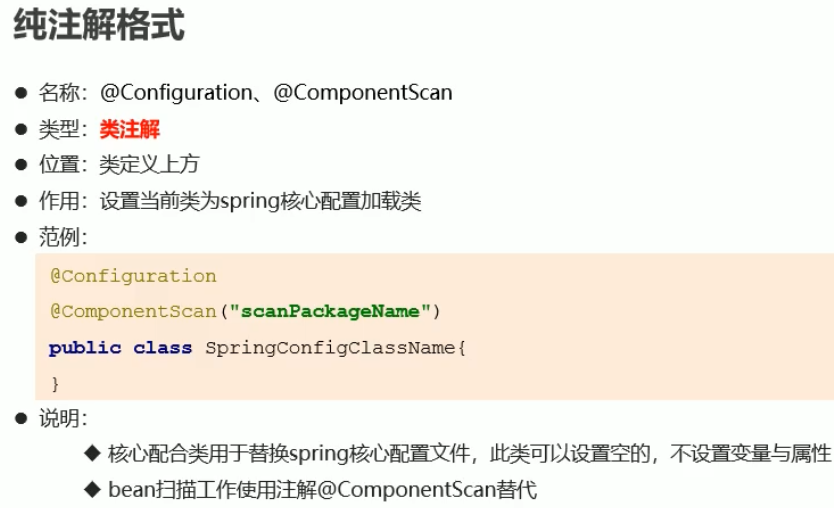 纯注解格式
● 名称：@Configuration、@ComponentScan
● 类型：类注解
● 位置：类定义上方
● 作用：设置当前类为spring核心配置加载类
● 范例：
@Configuration
@ComponentScan("scanPackageName")
public class SpringConfigClassName{
}
● 说明：
◆ 核心配合类用于替换spring核心配置文件，此类可以设置空的，不设置变量与属性
◆ bean扫描工作使用注解@ComponentScan替代